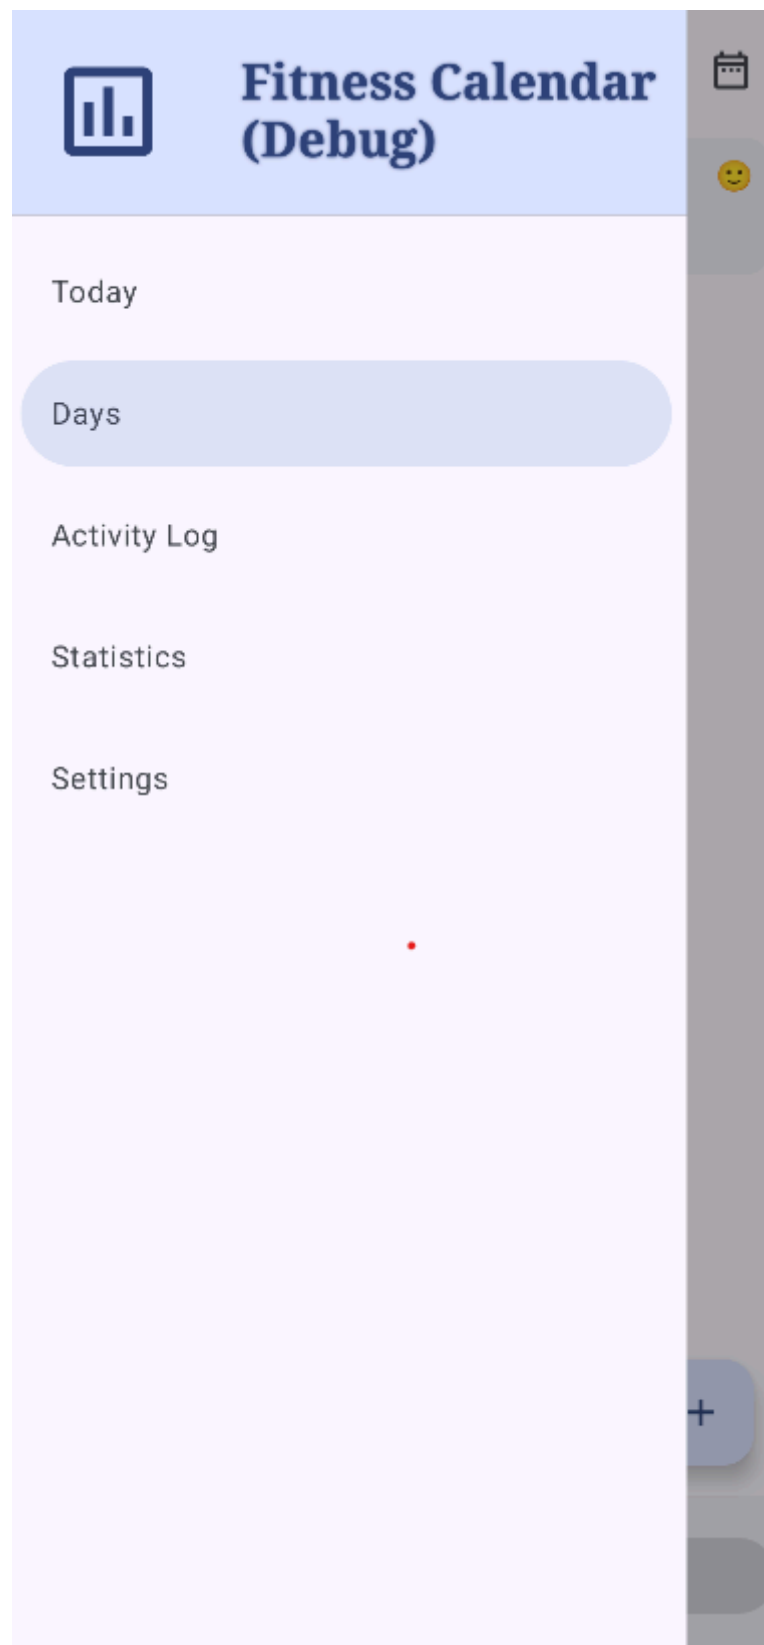 Fitness Calendar
(Debug)
Today
Days
Activity Log
Statistics
Settings
+